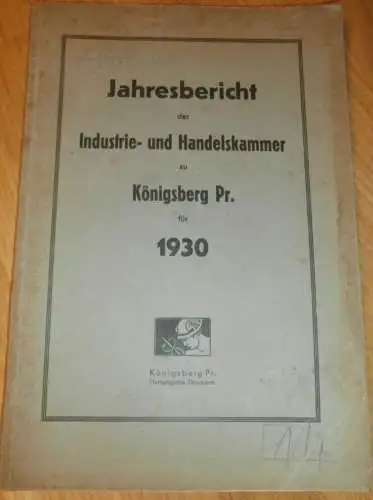 Jahresbericht
der
Industrie- und Handelskammer
zu
Königsberg Pr.
für
1930
Königsberg Pr.